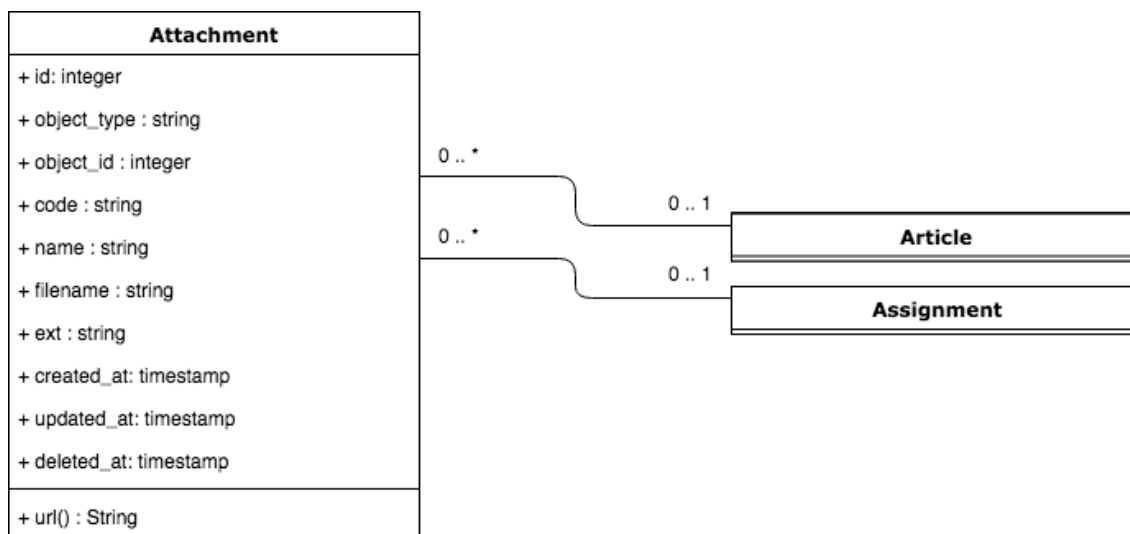 Attachment
+ id: integer
+ object_type : string
+ object_id : integer
+ code : string
+ name : string
+ filename : string
+ ext : string
+ created_at: timestamp
+ updated_at: timestamp
+ deleted_at: timestamp
+ url() : String
0 .. *
0 .. 1
Article
0 .. *
0 .. 1
Assignment